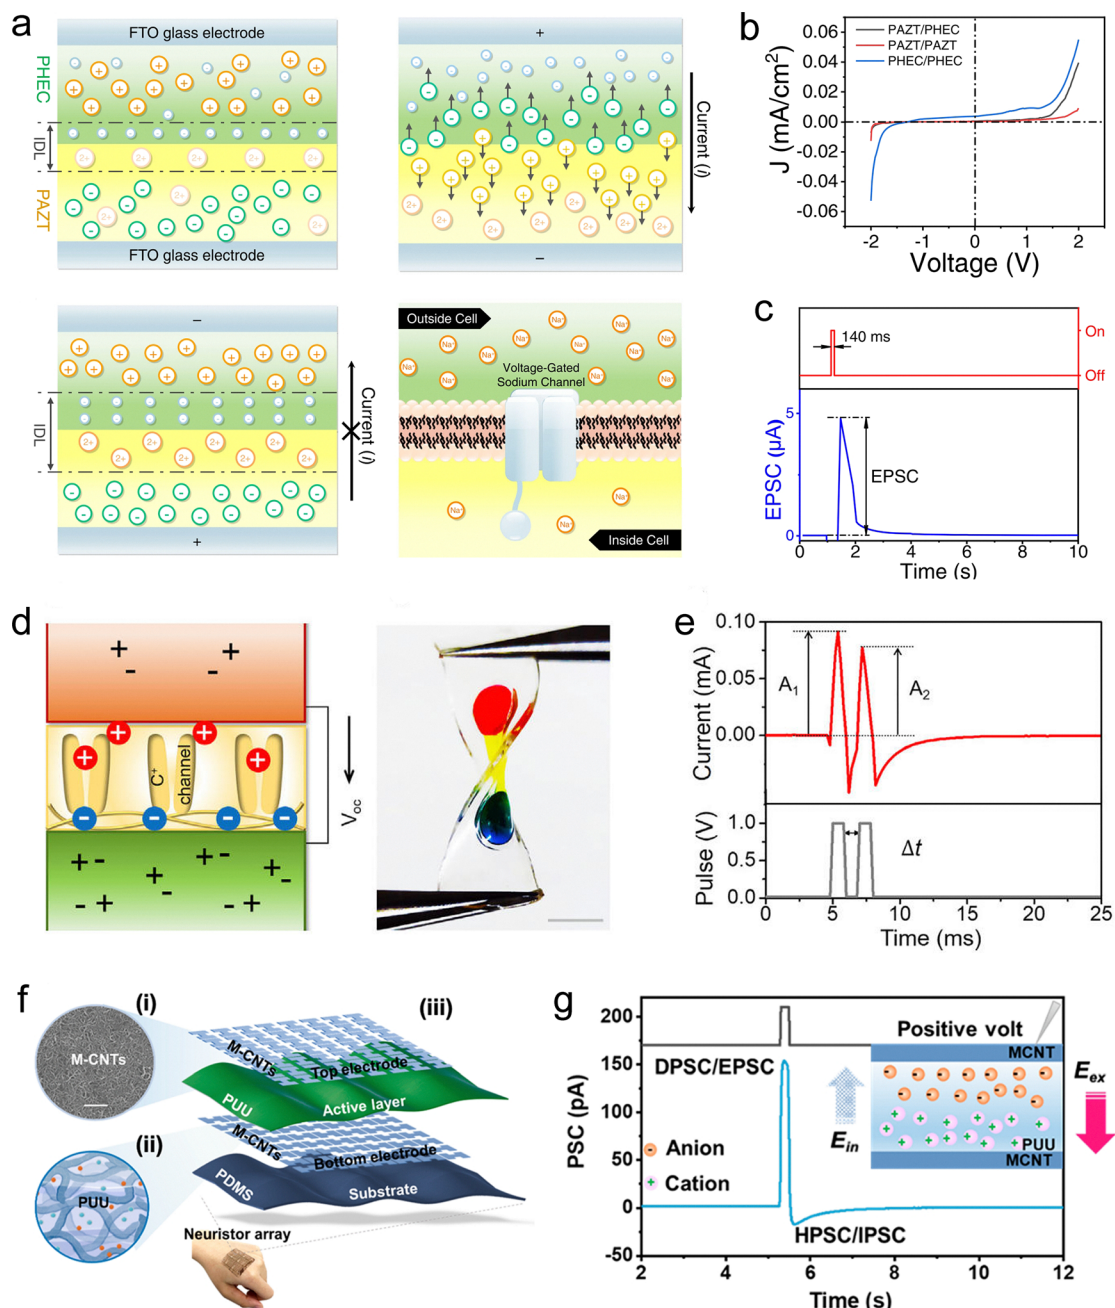 a
FTO glass electrode
PHEC
IDL
PAZT
FTO glass electrode
+
Current (i)
−
−
IDL
Current (i)
+
Outside Cell
Na⁺
Voltage-Gated
Sodium Channel
Inside Cell
b
J (mA/cm²)
0.06
0.04
0.02
0.00
-0.02
-0.04
-0.06
PAZT/PHEC
PAZT/PAZT
PHEC/PHEC
-2 -1 0 1 2
Voltage (V)
c
140 ms
On
Off
EPSC (μA)
5
0
EPSC
0 2 4 6 8 10
Time (s)
d
C⁺
channel
Voc
e
Current (mA)
0.10
0.05
0.00
A₁
A₂
Pulse (V)
1.0
0.5
0.0
Δt
0 5 10 15 20 25
Time (ms)
f
(i)
M-CNTs
(ii)
PUU
(iii)
M-CNTs
Top electrode
PUU
Active layer
M-CNTs
Bottom electrode
PDMS
Substrate
Neuristor array
g
PSC (pA)
200
150
100
50
0
-50
DPSC/EPSC
Anion
Cation
HPSC/IPSC
Ein
Positive volt
MCNT
PUU
MCNT
Eex
2 4 6 8 10 12
Time (s)